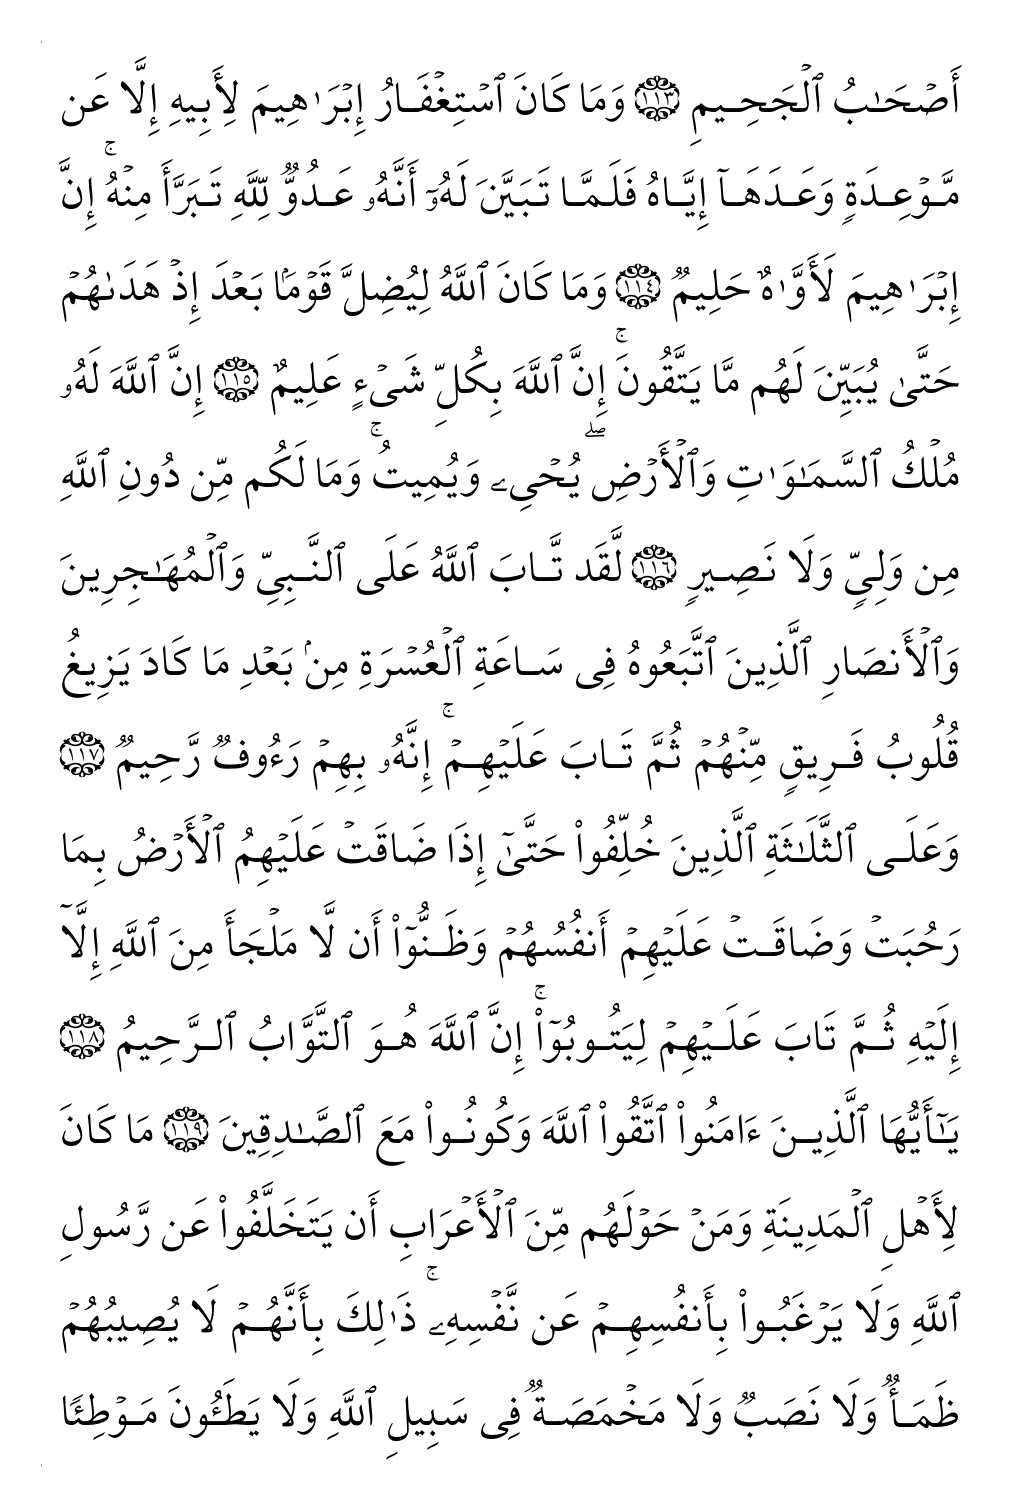 أَصۡحَٰبُ ٱلۡجَحِيمِ ١١٣ وَمَا كَانَ ٱسۡتِغۡفَارُ إِبۡرَٰهِيمَ لِأَبِيهِ إِلَّا عَن
مَّوۡعِدَةٖ وَعَدَهَآ إِيَّاهُ فَلَمَّا تَبَيَّنَ لَهُۥٓ أَنَّهُۥ عَدُوّٞ لِّلَّهِ تَبَرَّأَ مِنۡهُۚ إِنَّ
إِبۡرَٰهِيمَ لَأَوَّٰهٌ حَلِيمٞ ١١٤ وَمَا كَانَ ٱللَّهُ لِيُضِلَّ قَوۡمَۢا بَعۡدَ إِذۡ هَدَىٰهُمۡ
حَتَّىٰ يُبَيِّنَ لَهُم مَّا يَتَّقُونَۚ إِنَّ ٱللَّهَ بِكُلِّ شَيۡءٍ عَلِيمٌ ١١٥ إِنَّ ٱللَّهَ لَهُۥ
مُلۡكُ ٱلسَّمَٰوَٰتِ وَٱلۡأَرۡضِۖ يُحۡيِۦ وَيُمِيتُۚ وَمَا لَكُم مِّن دُونِ ٱللَّهِ
مِن وَلِيّٖ وَلَا نَصِيرٖ ١١٦ لَّقَد تَّابَ ٱللَّهُ عَلَى ٱلنَّبِيِّ وَٱلۡمُهَٰجِرِينَ
وَٱلۡأَنصَارِ ٱلَّذِينَ ٱتَّبَعُوهُ فِي سَاعَةِ ٱلۡعُسۡرَةِ مِنۢ بَعۡدِ مَا كَادَ يَزِيغُ
قُلُوبُ فَرِيقٖ مِّنۡهُمۡ ثُمَّ تَابَ عَلَيۡهِمۡۚ إِنَّهُۥ بِهِمۡ رَءُوفٞ رَّحِيمٞ ١١٧
وَعَلَى ٱلثَّلَٰثَةِ ٱلَّذِينَ خُلِّفُواْ حَتَّىٰٓ إِذَا ضَاقَتۡ عَلَيۡهِمُ ٱلۡأَرۡضُ بِمَا
رَحُبَتۡ وَضَاقَتۡ عَلَيۡهِمۡ أَنفُسُهُمۡ وَظَنُّوٓاْ أَن لَّا مَلۡجَأَ مِنَ ٱللَّهِ إِلَّآ
إِلَيۡهِ ثُمَّ تَابَ عَلَيۡهِمۡ لِيَتُوبُوٓاْۚ إِنَّ ٱللَّهَ هُوَ ٱلتَّوَّابُ ٱلرَّحِيمُ ١١٨
يَٰٓأَيُّهَا ٱلَّذِينَ ءَامَنُواْ ٱتَّقُواْ ٱللَّهَ وَكُونُواْ مَعَ ٱلصَّٰدِقِينَ ١١٩ مَا كَانَ
لِأَهۡلِ ٱلۡمَدِينَةِ وَمَنۡ حَوۡلَهُم مِّنَ ٱلۡأَعۡرَابِ أَن يَتَخَلَّفُواْ عَن رَّسُولِ
ٱللَّهِ وَلَا يَرۡغَبُواْ بِأَنفُسِهِمۡ عَن نَّفۡسِهِۦۚ ذَٰلِكَ بِأَنَّهُمۡ لَا يُصِيبُهُمۡ
ظَمَأٞ وَلَا نَصَبٞ وَلَا مَخۡمَصَةٞ فِي سَبِيلِ ٱللَّهِ وَلَا يَطَـُٔونَ مَوۡطِئٗا